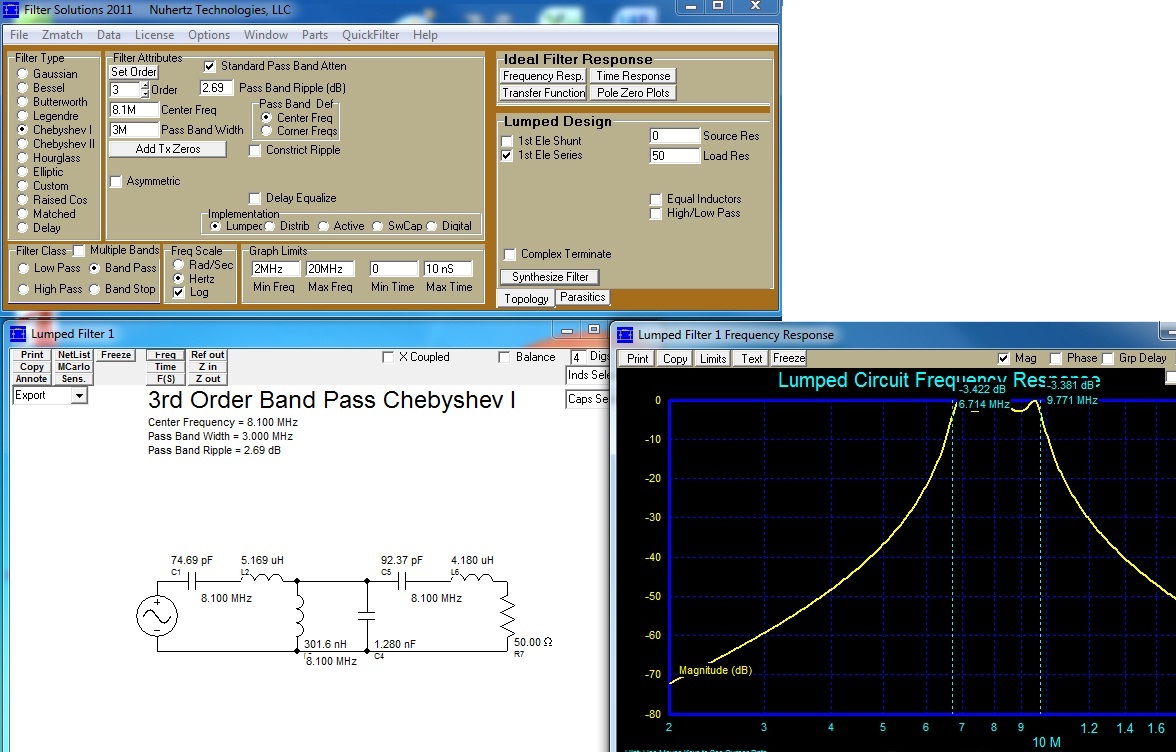 Filter Solutions 2011 Nuhertz Technologies, LLC
File Zmatch Data License Options Window Parts QuickFilter Help
Filter Type
Gaussian
Bessel
Butterworth
Legendre
Chebyshev I
Chebyshev II
Hourglass
Elliptic
Custom
Raised Cos
Matched
Delay
Filter Attributes
Set Order
Standard Pass Band Atten
3 Order
2.69 Pass Band Ripple (dB)
8.1M Center Freq
3M Pass Band Width
Pass Band Def
Center Freq
Corner Freqs
Add Tx Zeros
Constrict Ripple
Asymmetric
Delay Equalize
Implementation
Lumped Distrib Active SwCap Digital
Filter Class Multiple Bands
Low Pass Band Pass
High Pass Band Stop
Freq Scale
Rad/Sec
Hertz
Log
Graph Limits
2MHz 20MHz 0 10 nS
Min Freq Max Freq Min Time Max Time
Ideal Filter Response
Frequency Resp. Time Response
Transfer Function Pole Zero Plots
Lumped Design
1st Ele Shunt
1st Ele Series
0 Source Res
50 Load Res
Equal Inductors
High/Low Pass
Complex Terminate
Synthesize Filter
Topology Parasitics
Lumped Filter 1
Print NetList Freeze Freq Ref out
Copy MCarlo Time Z in
Annote Sens. F(S) Z out
Export
X Coupled Balance 4 Digs
Inds Sele
Caps Se
3rd Order Band Pass Chebyshev I
Center Frequency = 8.100 MHz
Pass Band Width = 3.000 MHz
Pass Band Ripple = 2.69 dB
74.69 pF 5.169 uH 92.37 pF 4.180 uH
C1 L2 C5 L6
8.100 MHz 8.100 MHz
301.6 nH 1.280 nF 50.00 Ω
8.100 MHz C4 R7
Lumped Filter 1 Frequency Response
Print Copy Limits Text Freeze Mag Phase Grp Delay
Lumped Circuit Frequency Response
-3.422 dB
6.714 MHz
-3.381 dB
9.771 MHz
0
-10
-20
-30
-40
-50
-60
-70
-80
Magnitude (dB)
2 3 4 5 6 7 8 9 1.2 1.4 1.6
10 M